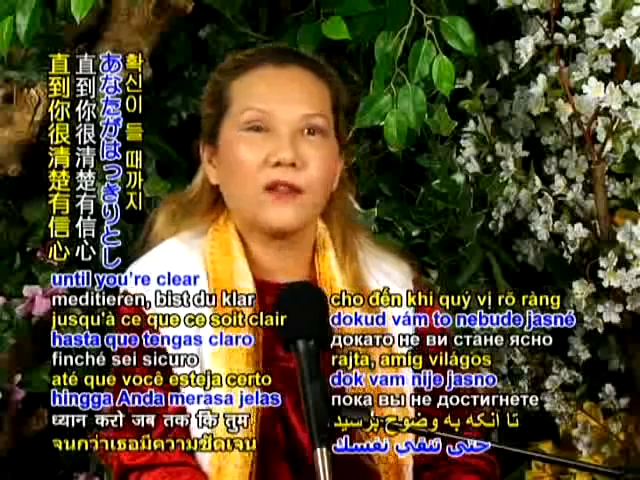 直到你很清楚有信心
直到你很清楚有信心
あなたがはっきりとし
확신이 들 때까지
until you're clear
meditieren, bist du klar
jusqu'à ce que ce soit clair
hasta que tengas claro
finché sei sicuro
até que você esteja certo
hingga Anda merasa jelas
ध्यान करो जब तक कि तुम
จนกว่าเธอมีความชัดเจน
cho đến khi quý vị rõ ràng
dokud vám to nebude jasné
докато не ви стане ясно
rajta, amíg világos
dok vam nije jasno
пока вы не достигнете
تا آنکه به وضوح برسید
حتى تنقى نفسك